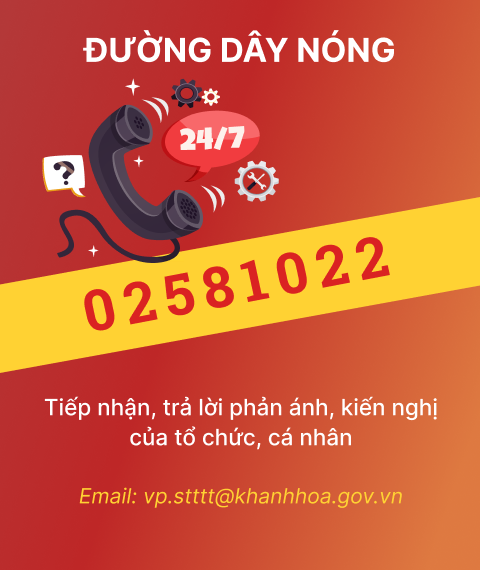 ĐƯỜNG DÂY NÓNG
24/7
?
02581022
Tiếp nhận, trả lời phản ánh, kiến nghị
của tổ chức, cá nhân
Email: vp.stttt@khanhhoa.gov.vn